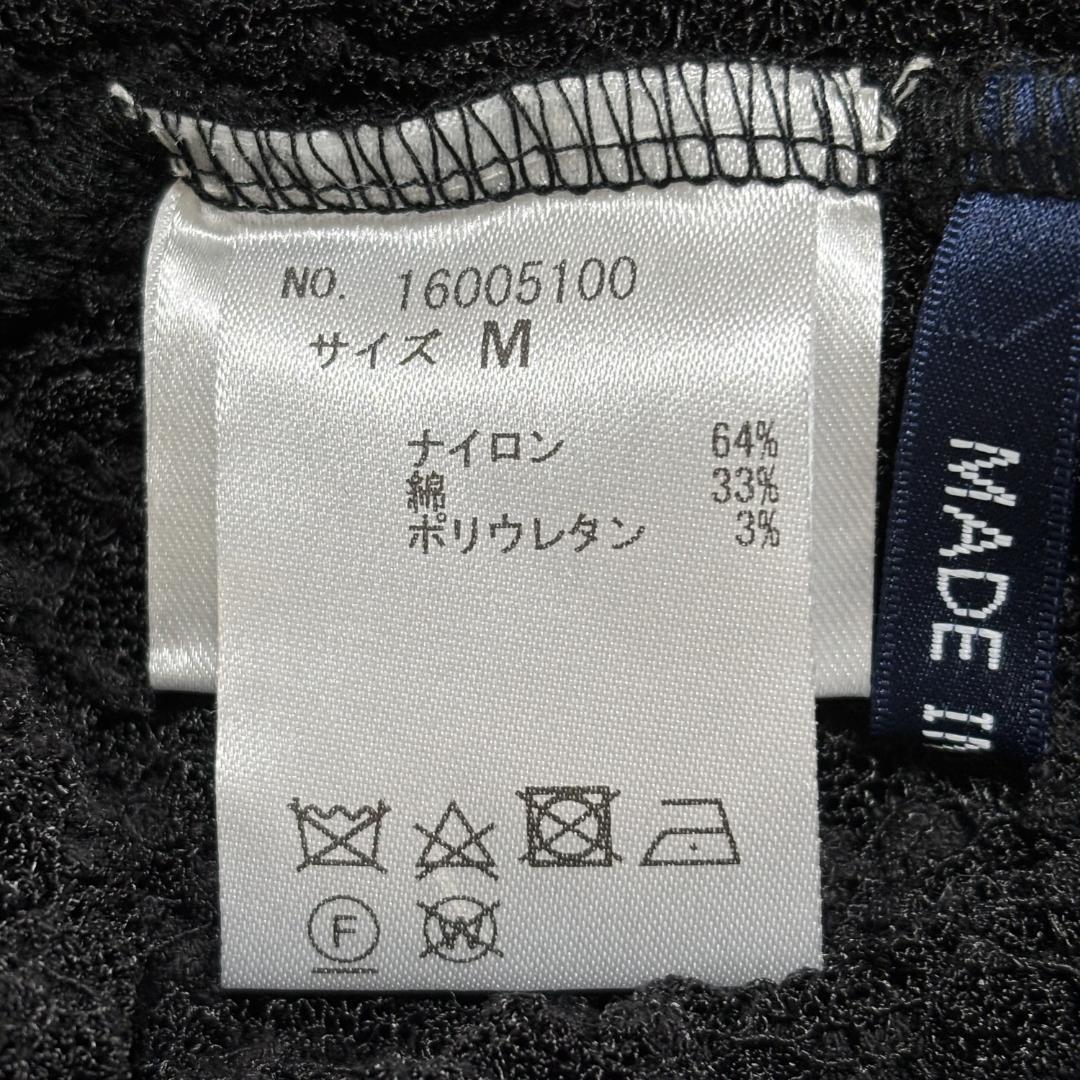 NO. 16005100
サイズ M
ナイロン 64%
綿 33%
ポリウレタン 3%
F
W
MADE IN